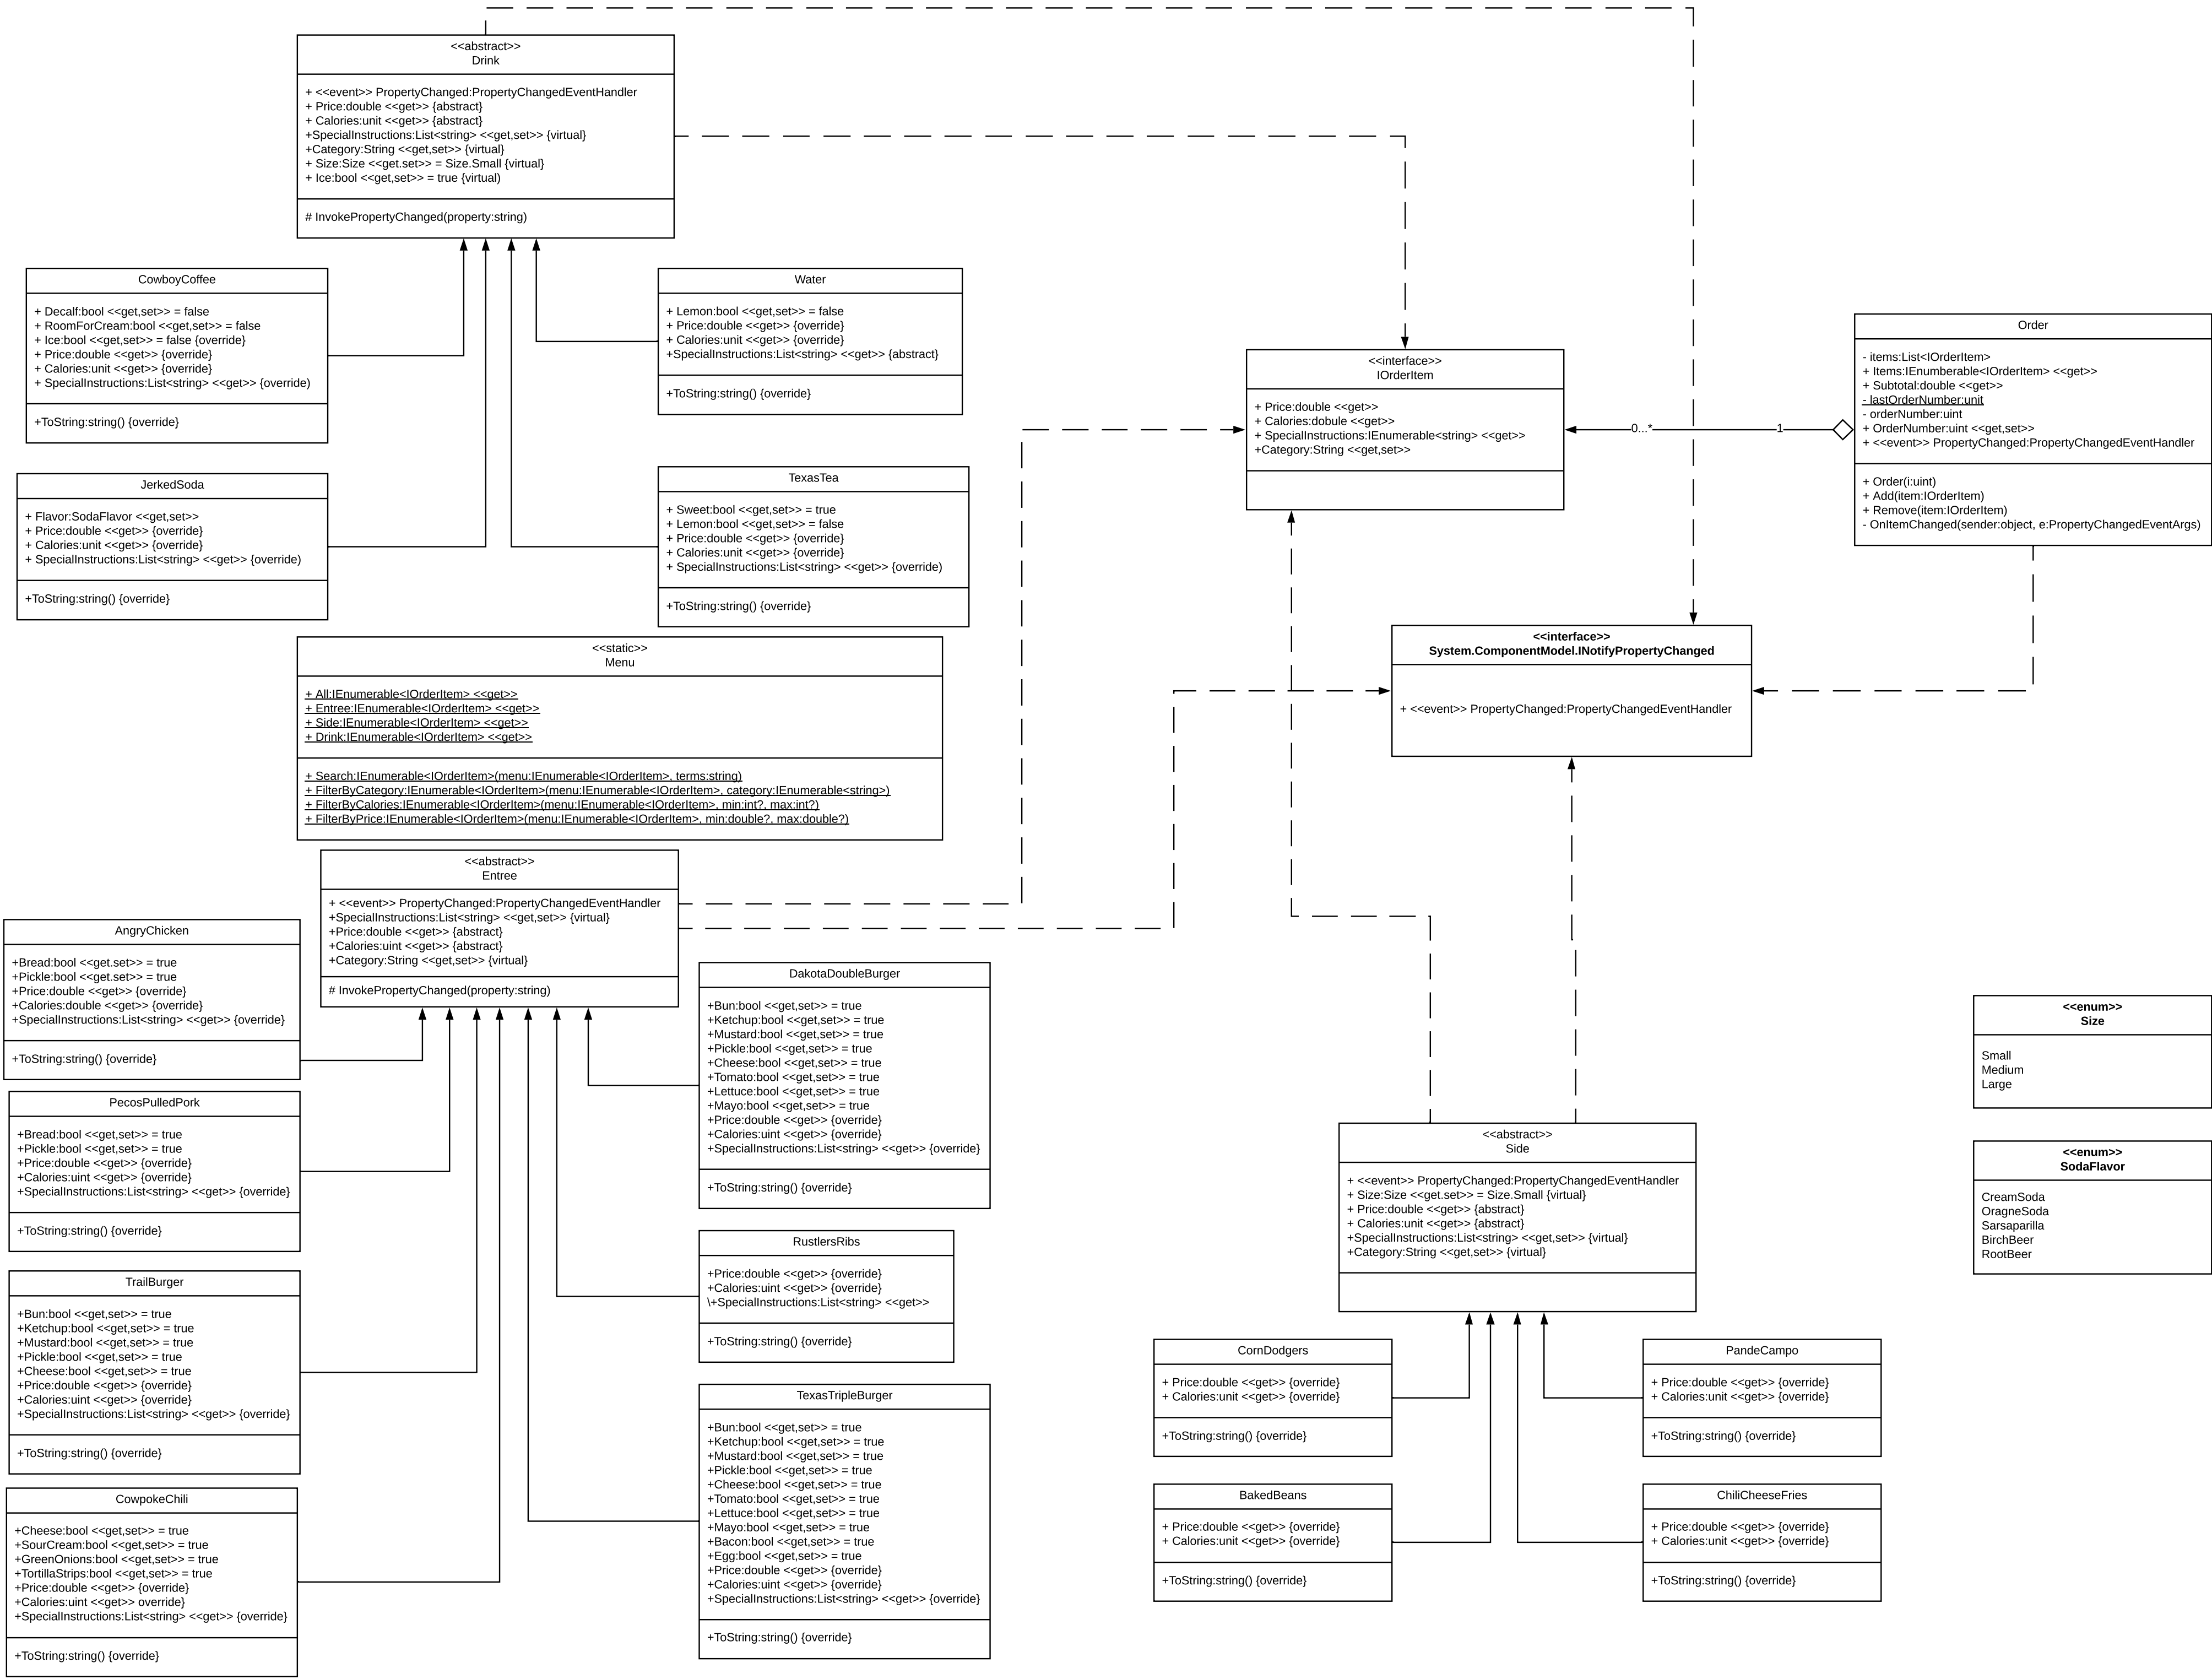 <<abstract>>
Drink
+ <<event>> PropertyChanged:PropertyChangedEventHandler
+ Price:double <<get>> {abstract}
+ Calories:unit <<get>> {abstract}
+SpecialInstructions:List<string> <<get,set>> {virtual}
+Category:String <<get,set>> {virtual}
+ Size:Size <<get.set>> = Size.Small {virtual}
+ Ice:bool <<get,set>> = true {virtual)
# InvokePropertyChanged(property:string)
CowboyCoffee
+ Decalf:bool <<get,set>> = false
+ RoomForCream:bool <<get,set>> = false
+ Ice:bool <<get,set>> = false {override}
+ Price:double <<get>> {override}
+ Calories:unit <<get>> {override}
+ SpecialInstructions:List<string> <<get>> {override)
+ToString:string() {override}
Water
+ Lemon:bool <<get,set>> = false
+ Price:double <<get>> {override}
+ Calories:unit <<get>> {override}
+SpecialInstructions:List<string> <<get>> {abstract}
+ToString:string() {override}
JerkedSoda
+ Flavor:SodaFlavor <<get,set>>
+ Price:double <<get>> {override}
+ Calories:unit <<get>> {override}
+ SpecialInstructions:List<string> <<get>> {override)
+ToString:string() {override}
TexasTea
+ Sweet:bool <<get,set>> = true
+ Lemon:bool <<get,set>> = false
+ Price:double <<get>> {override}
+ Calories:unit <<get>> {override}
+ SpecialInstructions:List<string> <<get>> {override)
+ToString:string() {override}
<<interface>>
IOrderItem
+ Price:double <<get>>
+ Calories:dobule <<get>>
+ SpecialInstructions:IEnumerable<string> <<get>>
+Category:String <<get,set>>
0...*
1
Order
- items:List<IOrderItem>
+ Items:IEnumberable<IOrderItem> <<get>>
+ Subtotal:double <<get>>
- lastOrderNumber:unit
- orderNumber:uint
+ OrderNumber:uint <<get,set>>
+ <<event>> PropertyChanged:PropertyChangedEventHandler
+ Order(i:uint)
+ Add(item:IOrderItem)
+ Remove(item:IOrderItem)
- OnItemChanged(sender:object, e:PropertyChangedEventArgs)
<<interface>>
System.ComponentModel.INotifyPropertyChanged
+ <<event>> PropertyChanged:PropertyChangedEventHandler
<<static>>
Menu
+ All:IEnumerable<IOrderItem> <<get>>
+ Entree:IEnumerable<IOrderItem> <<get>>
+ Side:IEnumerable<IOrderItem> <<get>>
+ Drink:IEnumerable<IOrderItem> <<get>>
+ Search:IEnumerable<IOrderItem>(menu:IEnumerable<IOrderItem>, terms:string)
+ FilterByCategory:IEnumerable<IOrderItem>(menu:IEnumerable<IOrderItem>, category:IEnumerable<string>)
+ FilterByCalories:IEnumerable<IOrderItem>(menu:IEnumerable<IOrderItem>, min:int?, max:int?)
+ FilterByPrice:IEnumerable<IOrderItem>(menu:IEnumerable<IOrderItem>, min:double?, max:double?)
<<abstract>>
Entree
+ <<event>> PropertyChanged:PropertyChangedEventHandler
+SpecialInstructions:List<string> <<get,set>> {virtual}
+Price:double <<get>> {abstract}
+Calories:uint <<get>> {abstract}
+Category:String <<get,set>> {virtual}
# InvokePropertyChanged(property:string)
AngryChicken
+Bread:bool <<get.set>> = true
+Pickle:bool <<get.set>> = true
+Price:double <<get>> {override}
+Calories:double <<get>> {override}
+SpecialInstructions:List<string> <<get>> {override}
+ToString:string() {override}
PecosPulledPork
+Bread:bool <<get,set>> = true
+Pickle:bool <<get,set>> = true
+Price:double <<get>> {override}
+Calories:uint <<get>> {override}
+SpecialInstructions:List<string> <<get>> {override}
+ToString:string() {override}
TrailBurger
+Bun:bool <<get,set>> = true
+Ketchup:bool <<get,set>> = true
+Mustard:bool <<get,set>> = true
+Pickle:bool <<get,set>> = true
+Cheese:bool <<get,set>> = true
+Price:double <<get>> {override}
+Calories:uint <<get>> {override}
+SpecialInstructions:List<string> <<get>> {override}
+ToString:string() {override}
CowpokeChili
+Cheese:bool <<get,set>> = true
+SourCream:bool <<get,set>> = true
+GreenOnions:bool <<get,set>> = true
+TortillaStrips:bool <<get,set>> = true
+Price:double <<get>> {override}
+Calories:uint <<get>> override}
+SpecialInstructions:List<string> <<get>> {override}
+ToString:string() {override}
DakotaDoubleBurger
+Bun:bool <<get,set>> = true
+Ketchup:bool <<get,set>> = true
+Mustard:bool <<get,set>> = true
+Pickle:bool <<get,set>> = true
+Cheese:bool <<get,set>> = true
+Tomato:bool <<get,set>> = true
+Lettuce:bool <<get,set>> = true
+Mayo:bool <<get,set>> = true
+Price:double <<get>> {override}
+Calories:uint <<get>> {override}
+SpecialInstructions:List<string> <<get>> {override}
+ToString:string() {override}
RustlersRibs
+Price:double <<get>> {override}
+Calories:uint <<get>> {override}
\+SpecialInstructions:List<string> <<get>>
+ToString:string() {override}
TexasTripleBurger
+Bun:bool <<get,set>> = true
+Ketchup:bool <<get,set>> = true
+Mustard:bool <<get,set>> = true
+Pickle:bool <<get,set>> = true
+Cheese:bool <<get,set>> = true
+Tomato:bool <<get,set>> = true
+Lettuce:bool <<get,set>> = true
+Mayo:bool <<get,set>> = true
+Bacon:bool <<get,set>> = true
+Egg:bool <<get,set>> = true
+Price:double <<get>> {override}
+Calories:uint <<get>> {override}
+SpecialInstructions:List<string> <<get>> {override}
+ToString:string() {override}
<<abstract>>
Side
+ <<event>> PropertyChanged:PropertyChangedEventHandler
+ Size:Size <<get.set>> = Size.Small {virtual}
+ Price:double <<get>> {abstract}
+ Calories:unit <<get>> {abstract}
+SpecialInstructions:List<string> <<get,set>> {virtual}
+Category:String <<get,set>> {virtual}
CornDodgers
+ Price:double <<get>> {override}
+ Calories:unit <<get>> {override}
+ToString:string() {override}
PandeCampo
+ Price:double <<get>> {override}
+ Calories:unit <<get>> {override}
+ToString:string() {override}
BakedBeans
+ Price:double <<get>> {override}
+ Calories:unit <<get>> {override}
+ToString:string() {override}
ChiliCheeseFries
+ Price:double <<get>> {override}
+ Calories:unit <<get>> {override}
+ToString:string() {override}
<<enum>>
Size
Small
Medium
Large
<<enum>>
SodaFlavor
CreamSoda
OragneSoda
Sarsaparilla
BirchBeer
RootBeer